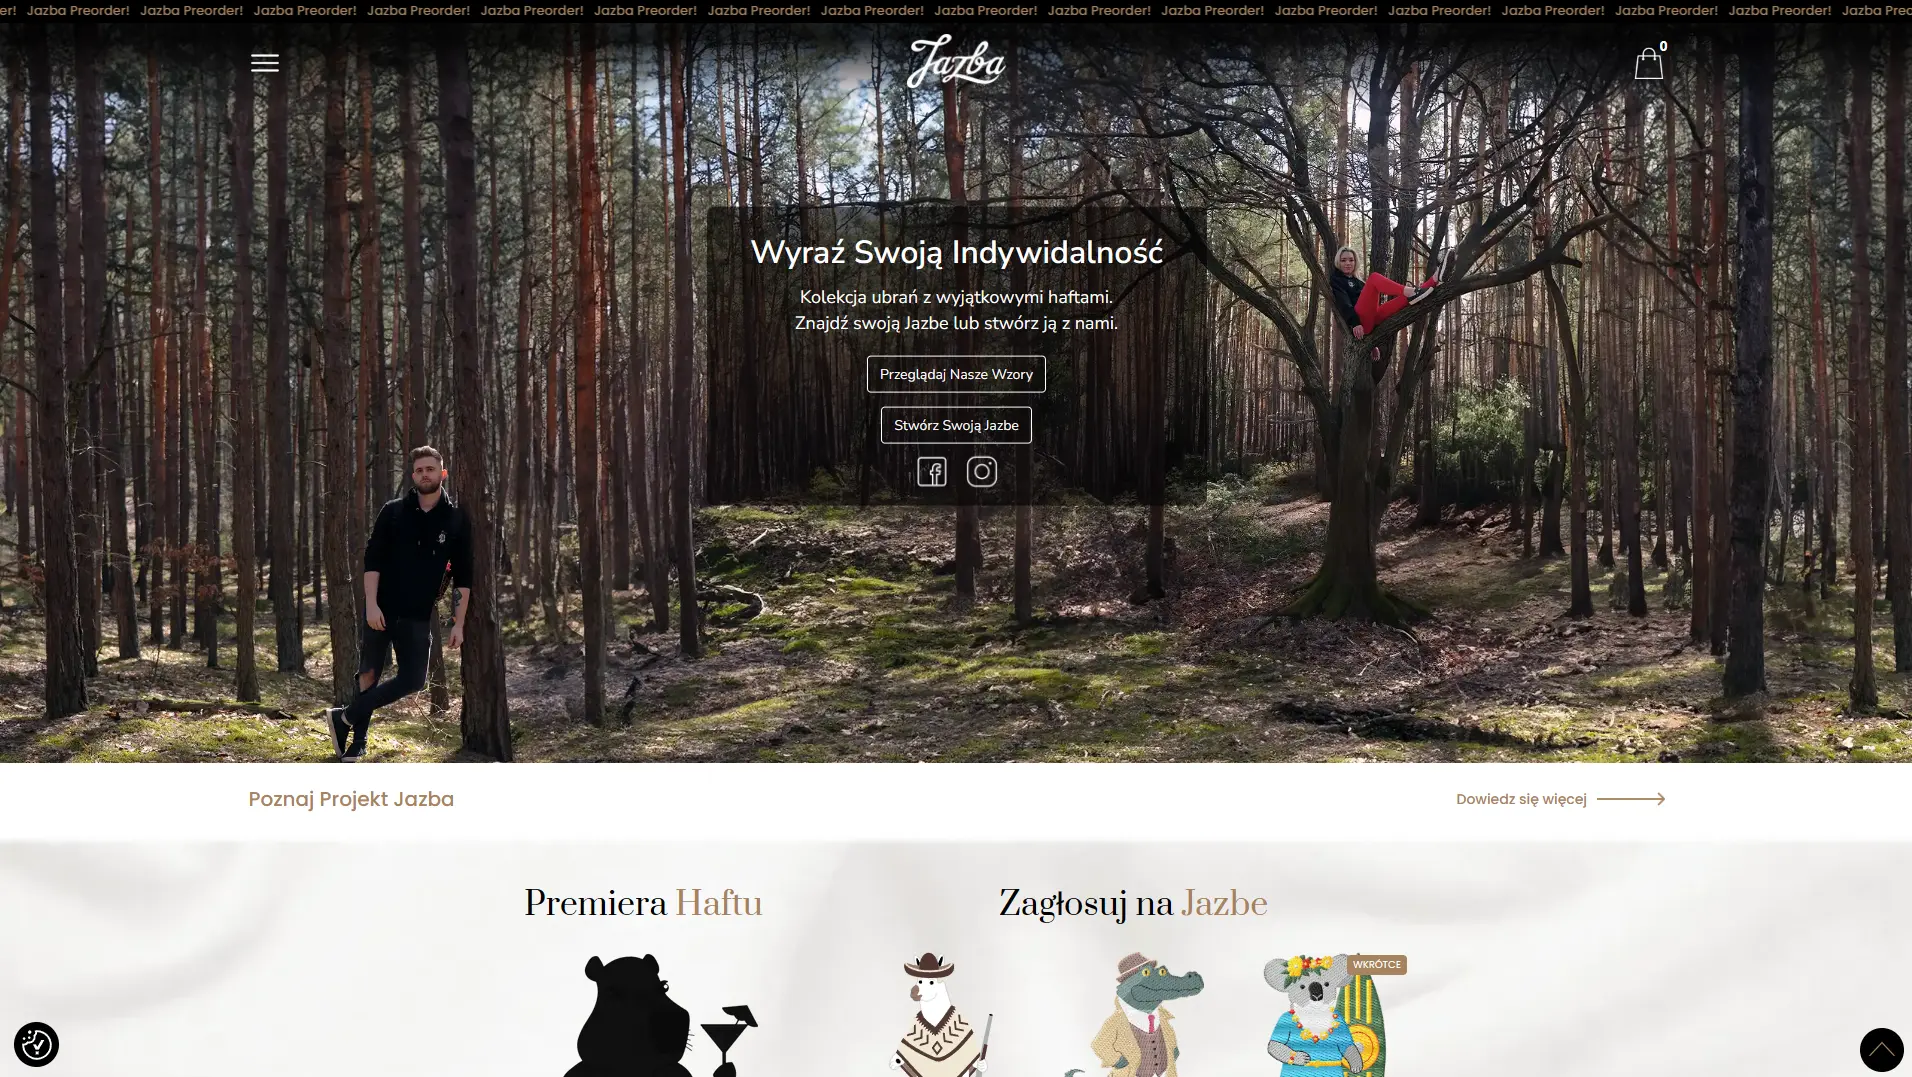 er! Jazba Preorder! Jazba Preorder! Jazba Preorder! Jazba Preorder! Jazba Preorder! Jazba Preorder! Jazba Preorder! Jazba Preorder! Jazba Preorder! Jazba Preorder! Jazba Preorder! Jazba Preorder! Jazba Preorder! Jazba Preorder! Jazba Preorder! Jazba Preorder! Jazba Pre
Jazba
0
Wyraź Swoją Indywidalność
Kolekcja ubrań z wyjątkowymi haftami.
Znajdź swoją Jazbe lub stwórz ją z nami.
Przeglądaj Nasze Wzory
Stwórz Swoją Jazbe
Poznaj Projekt Jazba
Dowiedz się więcej
Premiera Haftu
Zagłosuj na Jazbe
WKRÓTCE